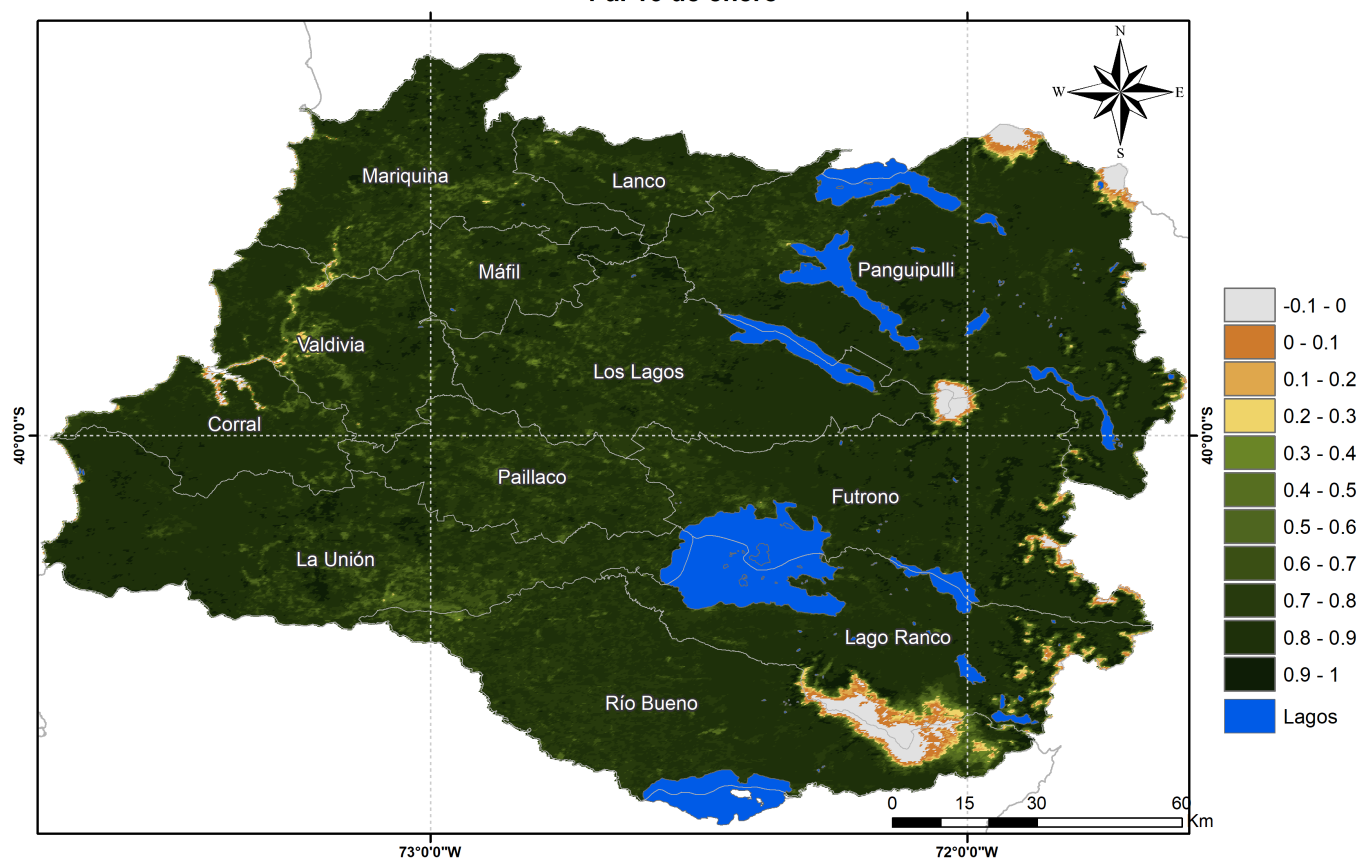 N
W E
S
Mariquina
Lanco
Máfil
Panguipulli
Valdivia
Los Lagos
Corral
Paillaco
Futrono
La Unión
Lago Ranco
Río Bueno
40°0'0"S
40°0'0"S
73°0'0"W
72°0'0"W
0 15 30 60
Km
-0.1 - 0
0 - 0.1
0.1 - 0.2
0.2 - 0.3
0.3 - 0.4
0.4 - 0.5
0.5 - 0.6
0.6 - 0.7
0.7 - 0.8
0.8 - 0.9
0.9 - 1
Lagos